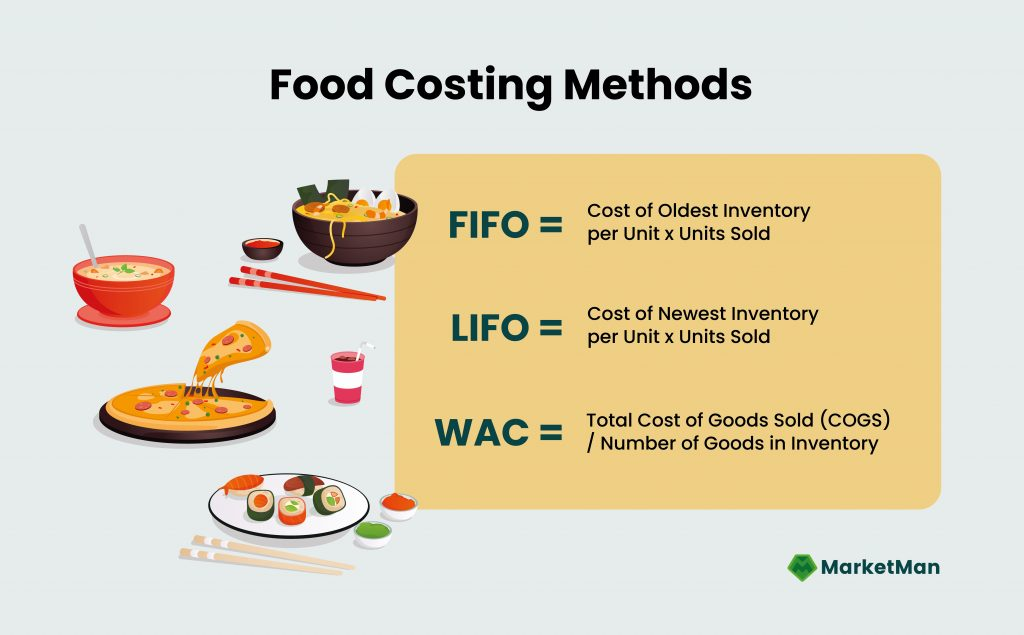 Food Costing Methods
FIFO =
Cost of Oldest Inventory
per Unit x Units Sold
LIFO =
Cost of Newest Inventory
per Unit x Units Sold
WAC =
Total Cost of Goods Sold (COGS)
/ Number of Goods in Inventory
MarketMan